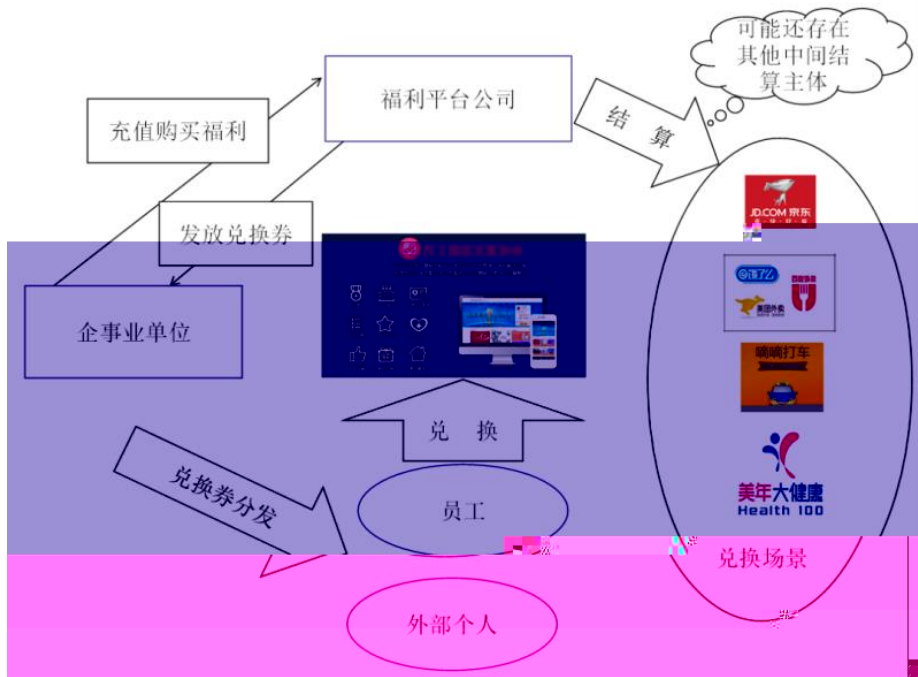 可能还存在
其他中间结
算主体
福利平台公司
结 算
充值购买福利
发放兑换券
JD.COM 京东
饿了么
百度外卖
美团外卖
企事业单位
嘀嘀打车
兑 换
美年大健康
Health 100
兑换券分发
员工
兑换场景
外部个人